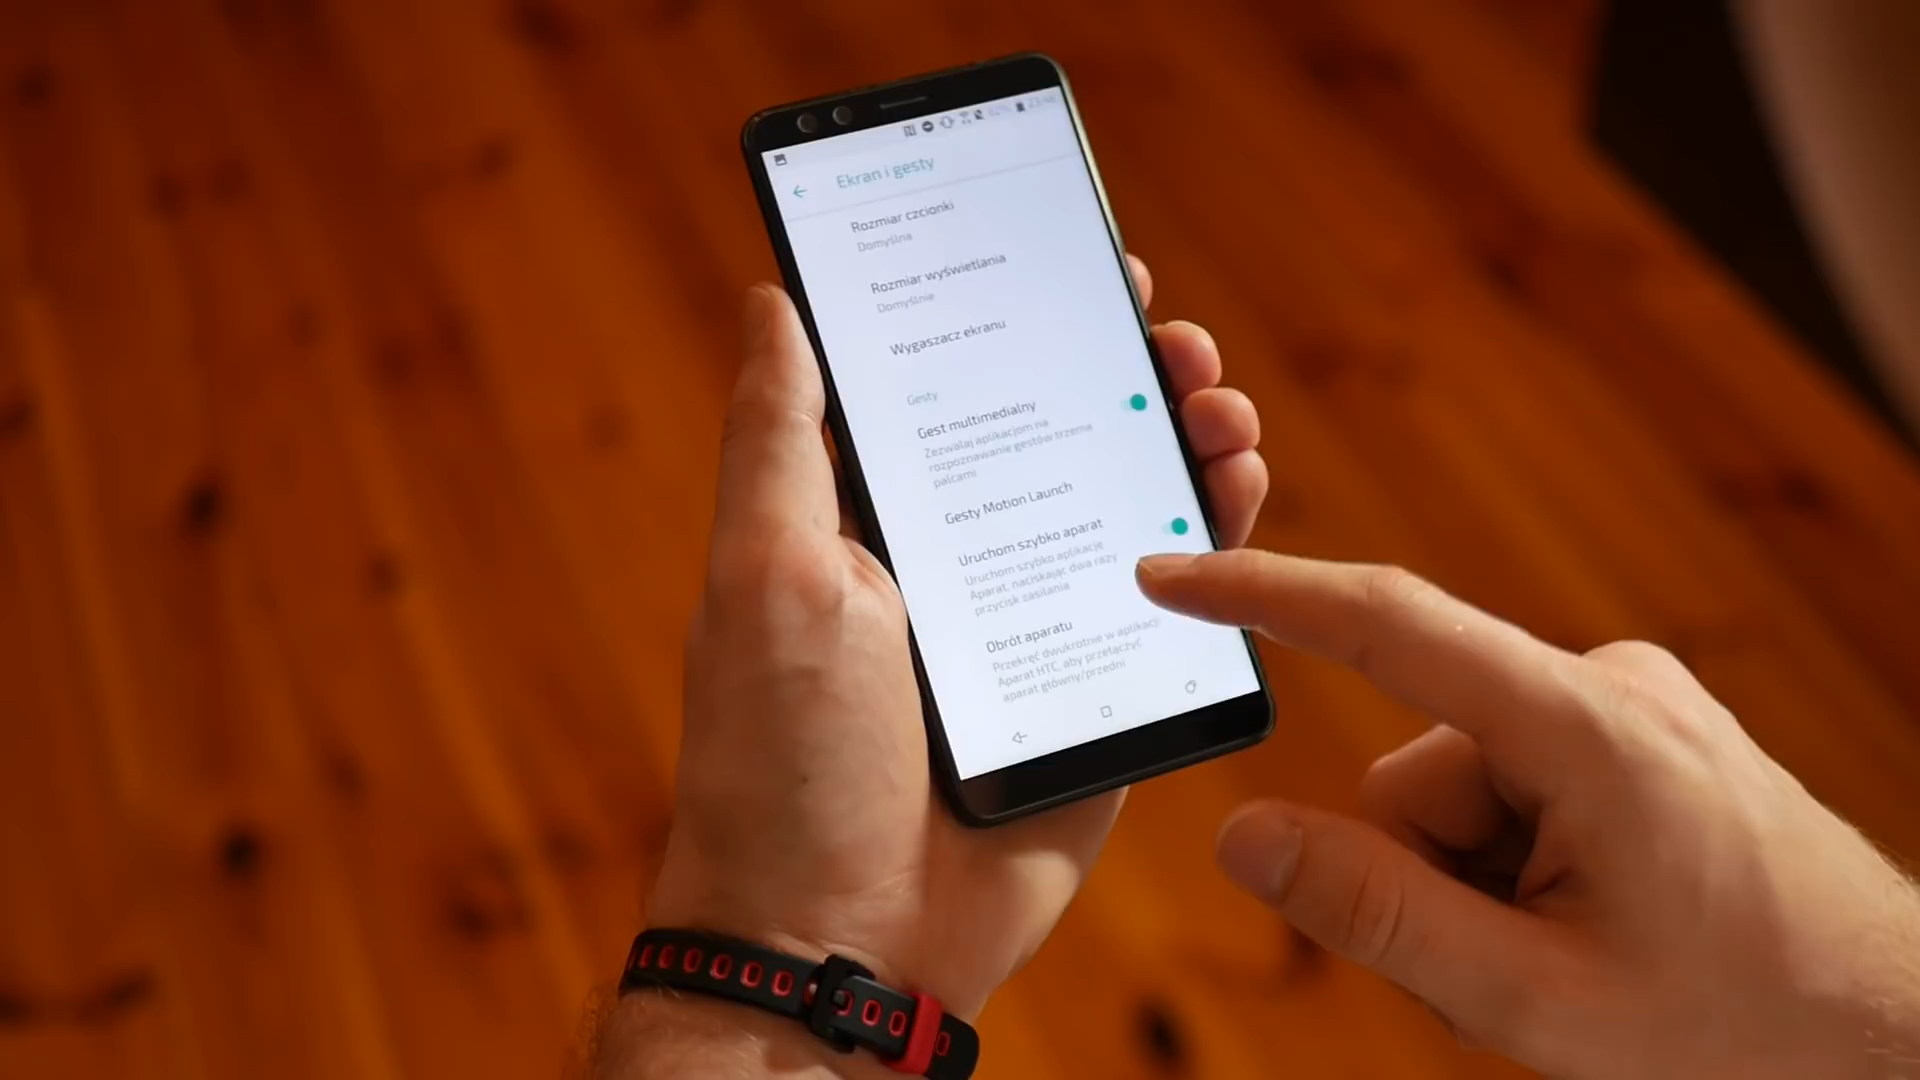 Ekran i gesty
Rozmiar czcionki
Domyślna
Rozmiar wyświetlania
Domyślnie
Wygaszacz ekranu
Gesty
Gest multimedialny
Zezwalaj aplikacjom na
rozpoznawanie gestów trzema
palcami
Gesty Motion Launch
Uruchom szybko aparat
Uruchom szybko aplikację
Aparat, naciskając dwa razy
przycisk zasilania
Obrót aparatu
Przekręć dwukrotnie w aplikacji
Aparat HTC, aby przełączyć
aparat główny/przedni